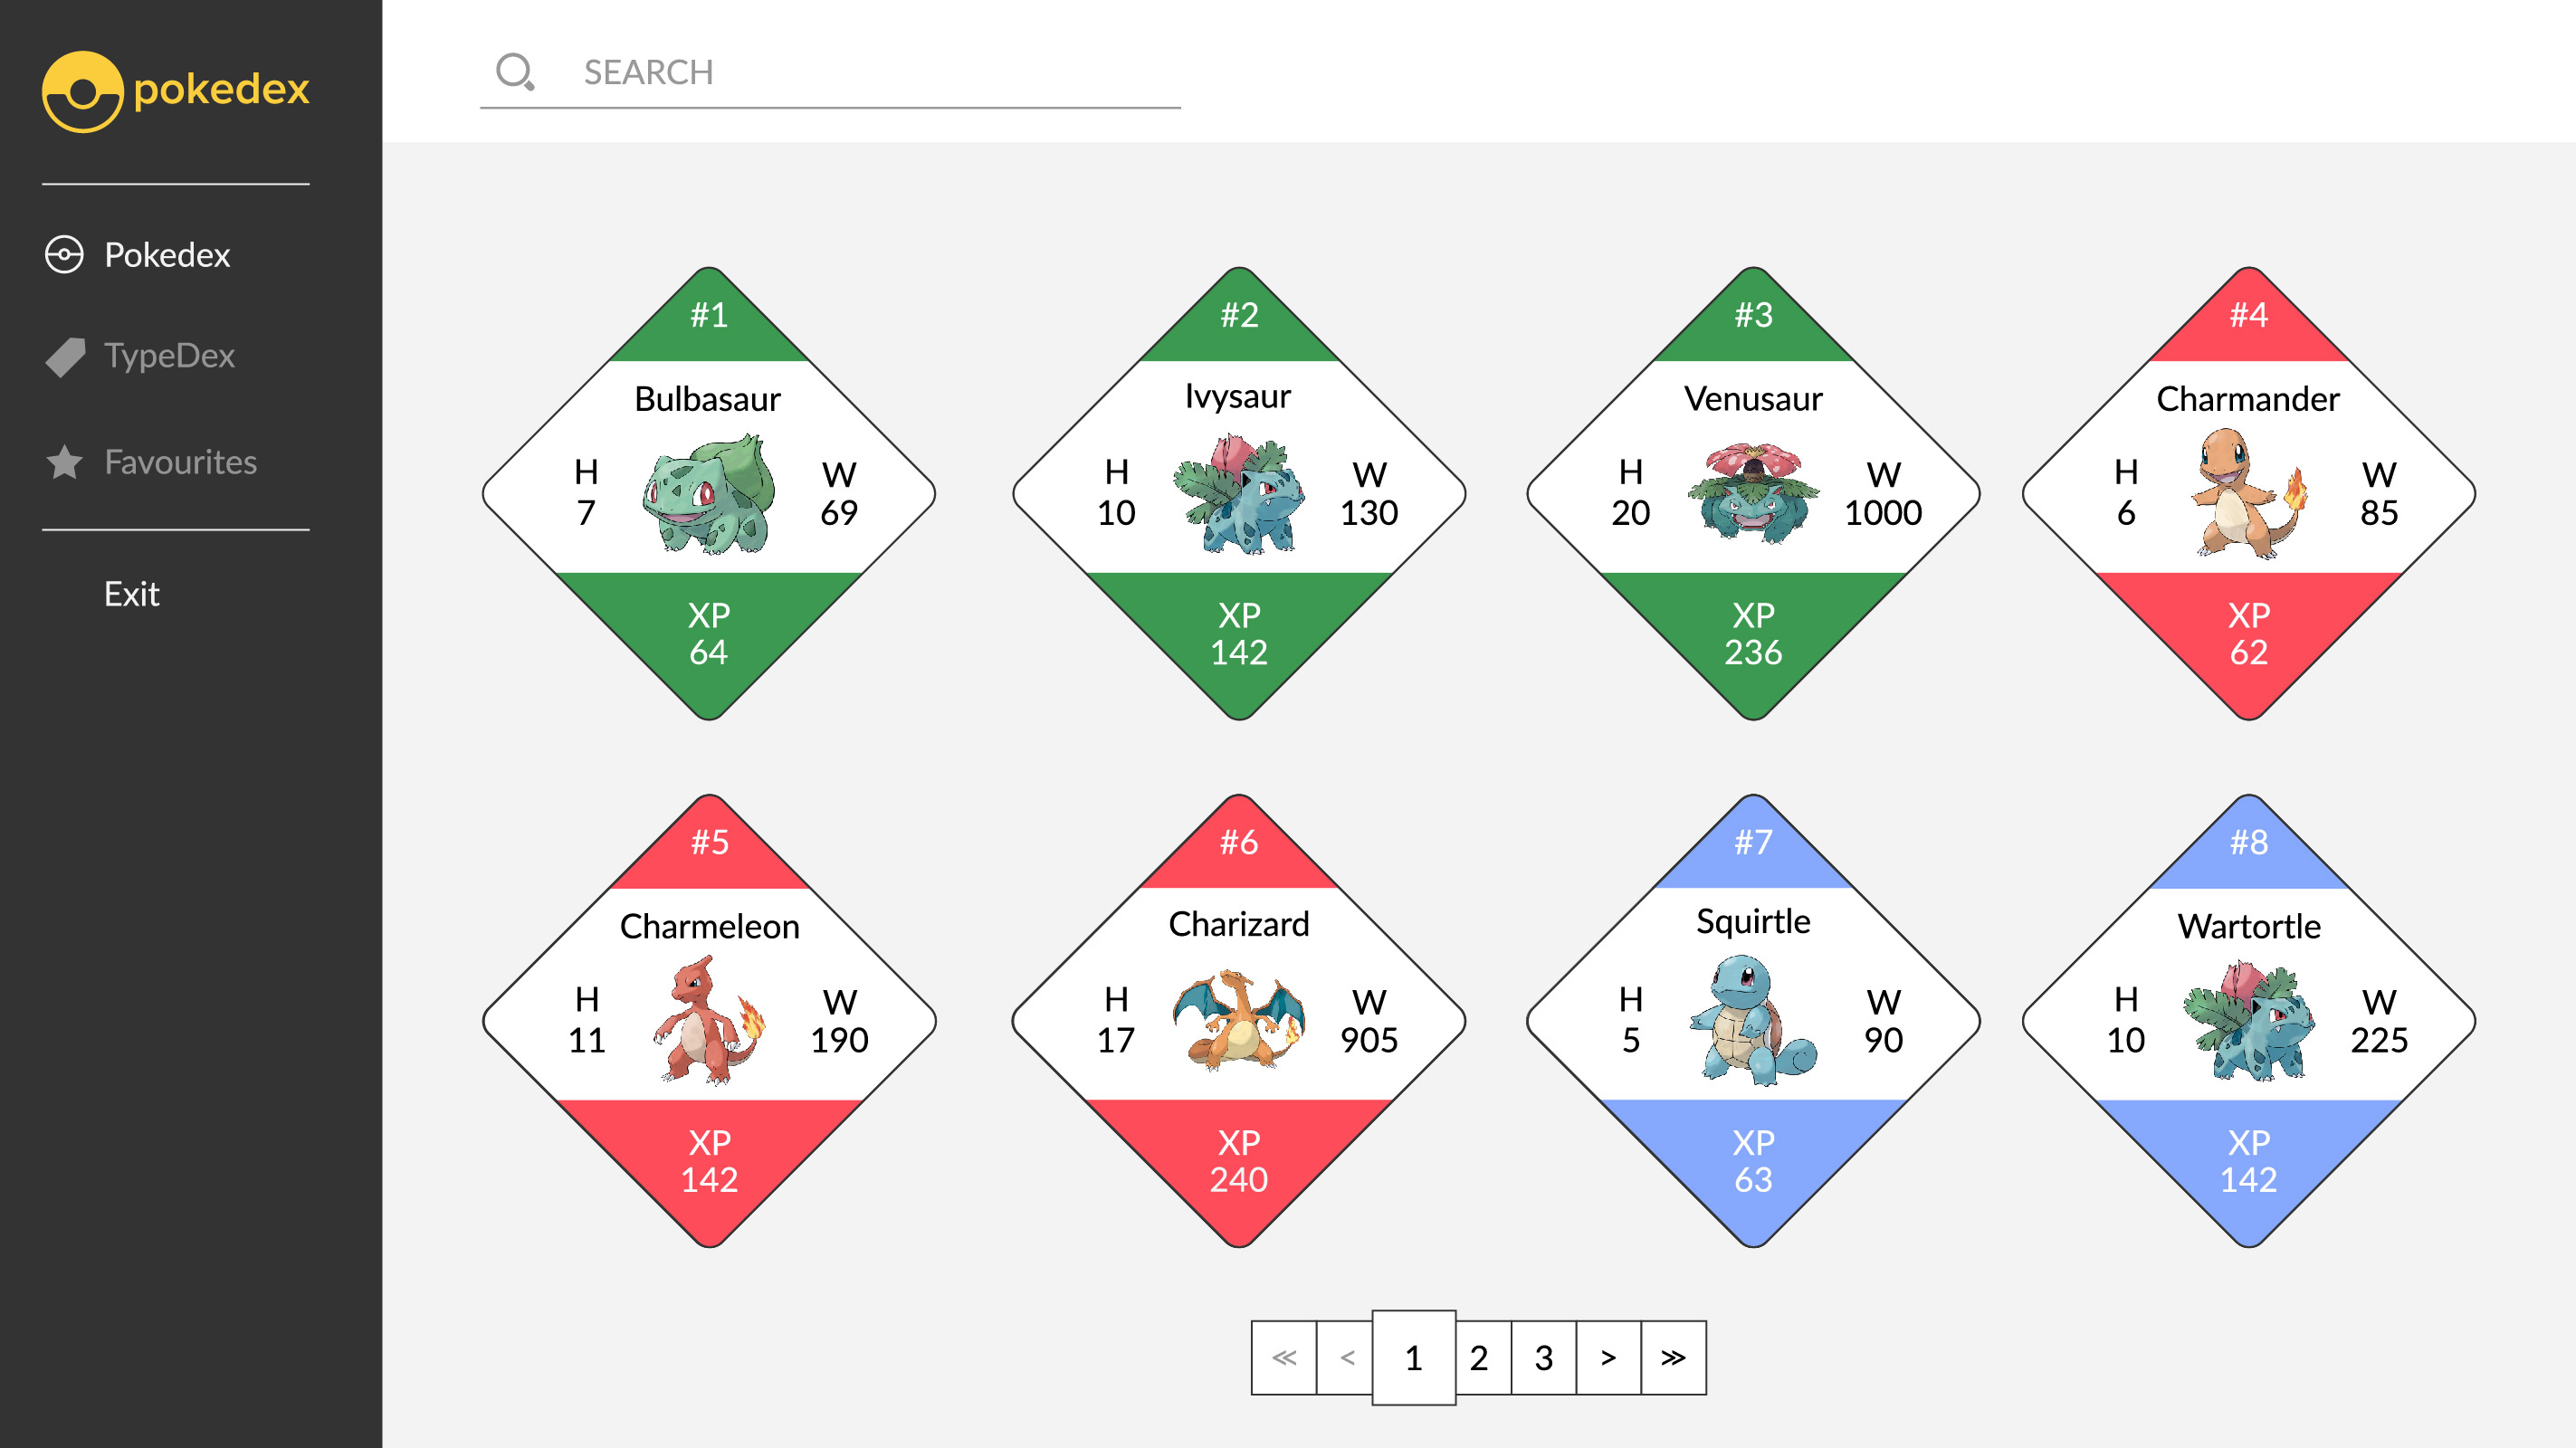 pokedex
Pokedex
TypeDex
Favourites
Exit
SEARCH
#1
Bulbasaur
H
7
W
69
XP
64
#2
Ivysaur
H
10
W
130
XP
142
#3
Venusaur
H
20
W
1000
XP
236
#4
Charmander
H
6
W
85
XP
62
#5
Charmeleon
H
11
W
190
XP
142
#6
Charizard
H
17
W
905
XP
240
#7
Squirtle
H
5
W
90
XP
63
#8
Wartortle
H
10
W
225
XP
142
≪ < 1 2 3 > ≫